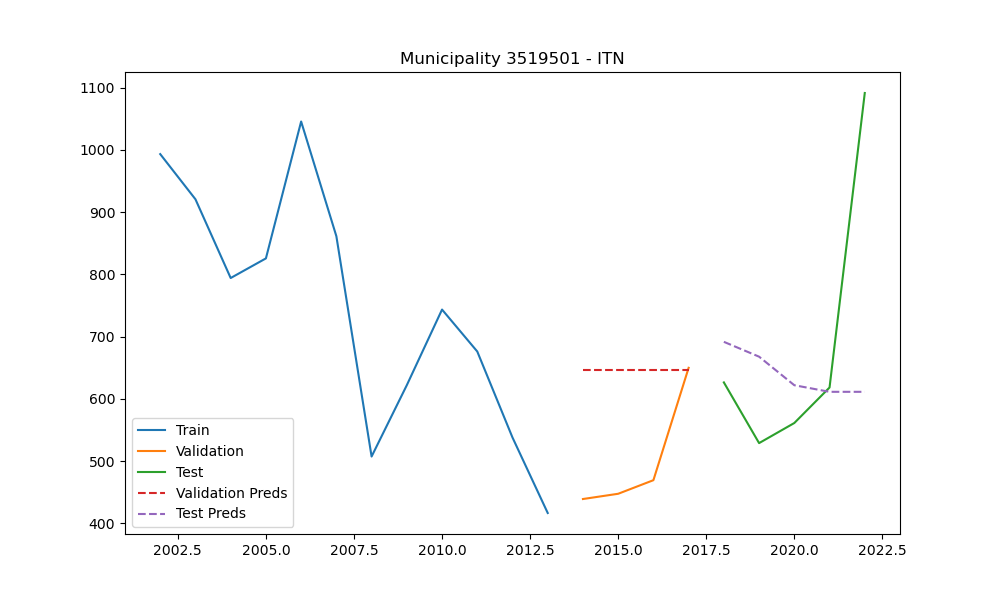 Municipality 3519501 - ITN
1100
1000
900
800
700
600
500
400
Train
Validation
Test
Validation Preds
Test Preds
2002.5 2005.0 2007.5 2010.0 2012.5 2015.0 2017.5 2020.0 2022.5